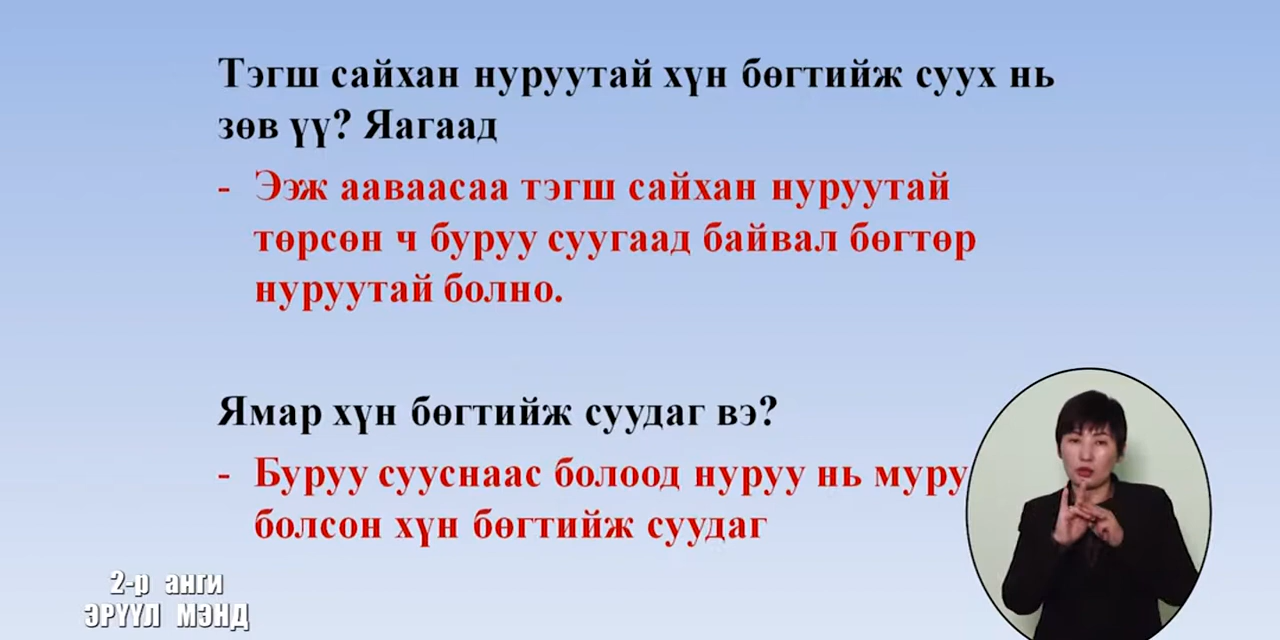 Тэгш сайхан нуруутай хүн бөгтийж суух нь
зөв үү? Яагаад
- Ээж ааваасаа тэгш сайхан нуруутай
төрсөн ч буруу суугаад байвал бөгтөр
нуруутай болно.
Ямар хүн бөгтийж суудаг вэ?
- Буруу сууснаас болоод нуруу нь муру
болсон хүн бөгтийж суудаг
2-р анги
ЭРҮҮЛ МЭНД